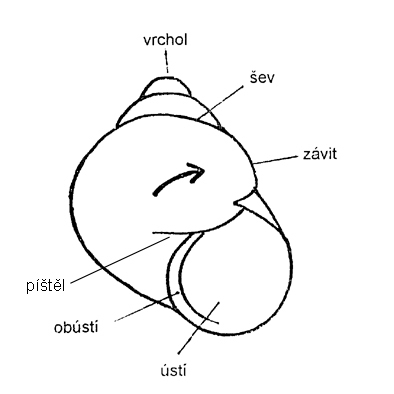 vrchol
šev
závit
píštěl
obústí
ústí